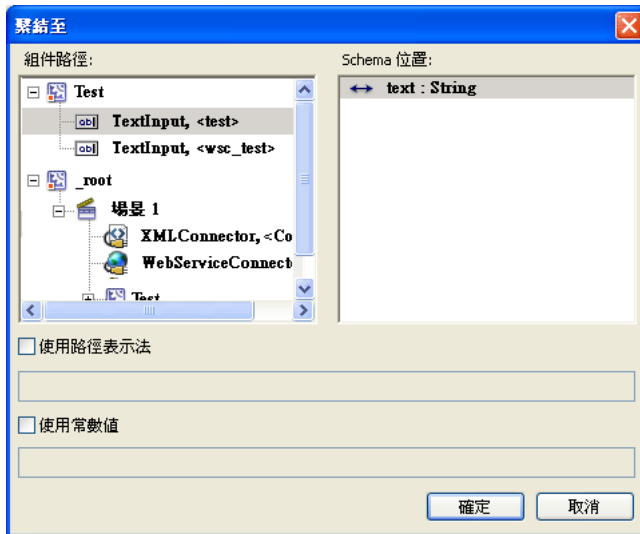 繫結至
組件路徑:
Schema 位置:
Test
TextInput, <test>
TextInput, <wsc_test>
_root
場景 1
XMLConnector, <Co
WebServiceConnect
Test
text : String
使用路徑表示法
使用常數值
確定
取消